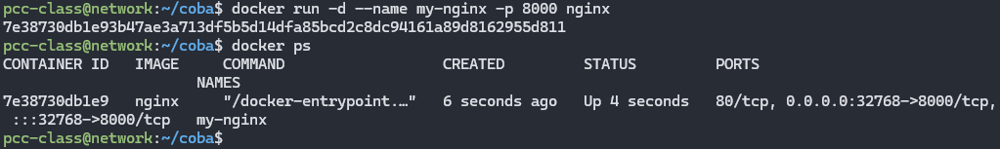 pcc-class@network:~/coba$ docker run -d --name my-nginx -p 8000 nginx
7e38730db1e93b47ae3a713df5b5d14dfa85bcd2c8dc94161a89d8162955d811
pcc-class@network:~/coba$ docker ps
CONTAINER ID   IMAGE     COMMAND                  CREATED         STATUS         PORTS
                      NAMES
7e38730db1e9   nginx     "/docker-entrypoint.…"   6 seconds ago   Up 4 seconds   80/tcp, 0.0.0.0:32768->8000/tcp,
 :::32768->8000/tcp   my-nginx
pcc-class@network:~/coba$